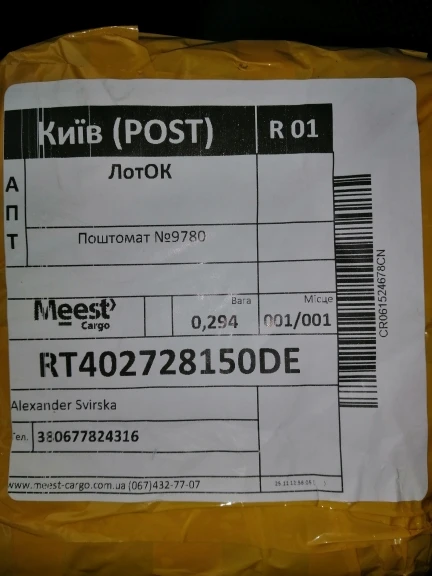 Київ (POST) R 01
ЛотОК
А
П
Т
Поштомат №9780
Meest Cargo
Вага
0,294
Місце
001/001
RT402728150DE
Alexander Svirska
Тел. 380677824316
www.meest-cargo.com.ua (067)432-77-07
CR061524678CN